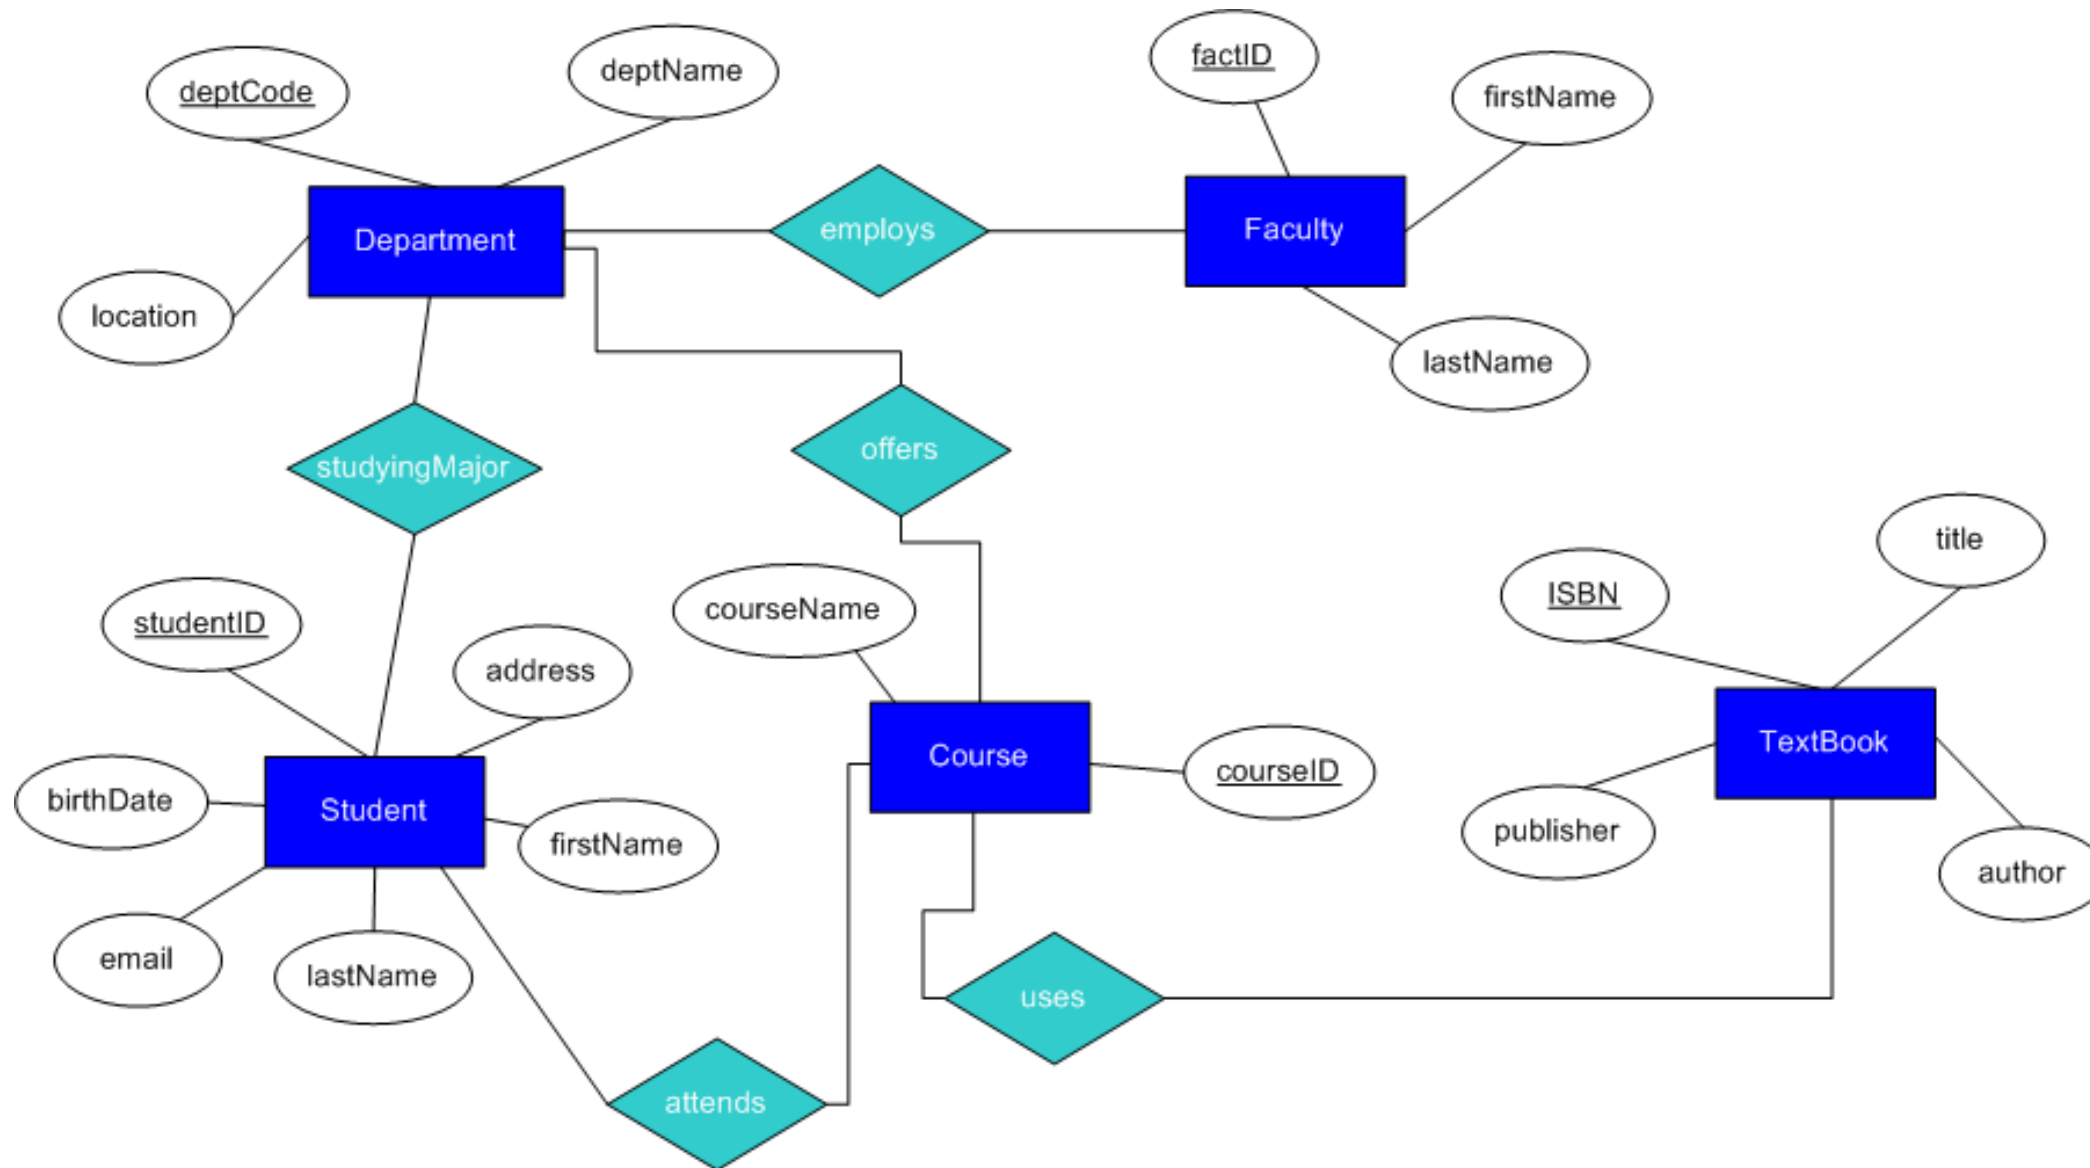 factID
deptName
deptCode
firstName
employs
Faculty
Department
location
lastName
offers
studyingMajor
title
ISBN
courseName
studentID
address
TextBook
Course
courseID
birthDate
Student
publisher
firstName
author
email
lastName
uses
attends